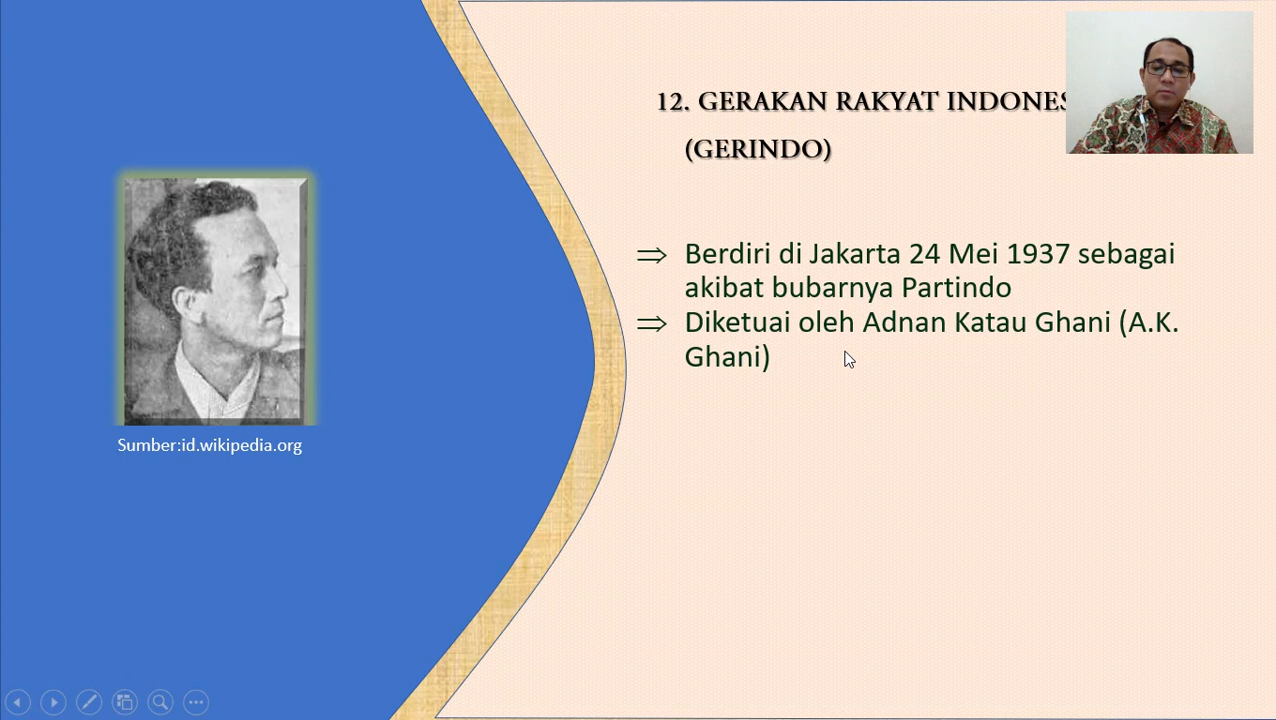 12. GERAKAN RAKYAT INDONES
(GERINDO)
⇒ Berdiri di Jakarta 24 Mei 1937 sebagai
akibat bubarnya Partindo
⇒ Diketuai oleh Adnan Katau Ghani (A.K.
Ghani)
Sumber:id.wikipedia.org